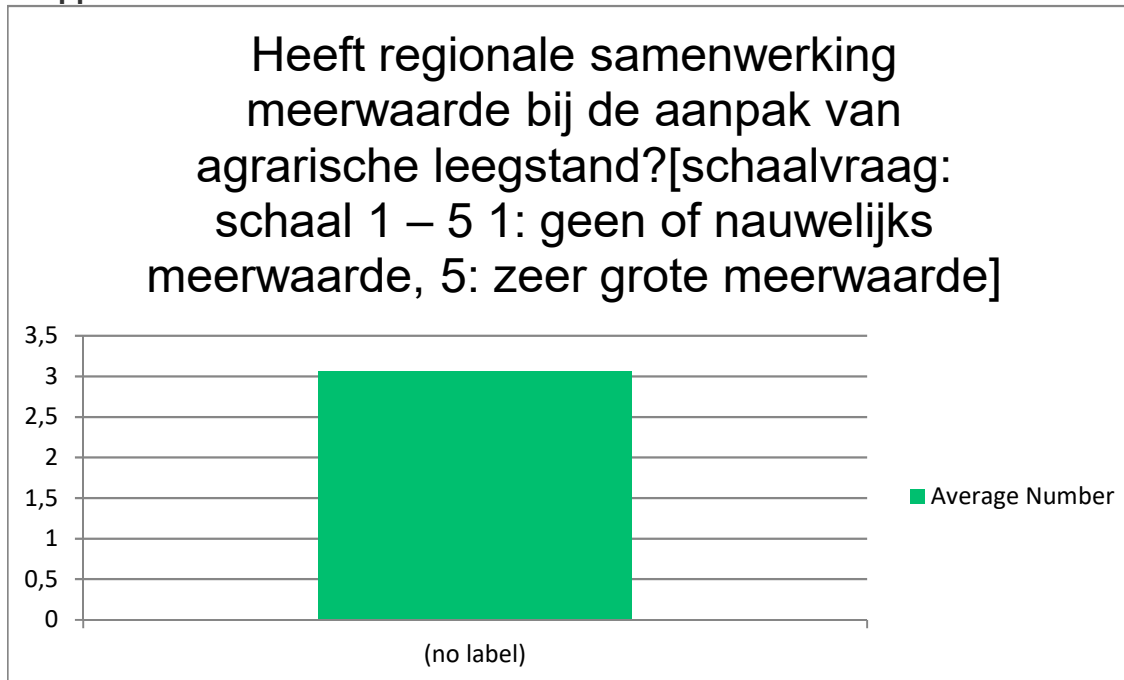 Heeft regionale samenwerking
meerwaarde bij de aanpak van
agrarische leegstand?[schaalvraag:
schaal 1 – 5 1: geen of nauwelijks
meerwaarde, 5: zeer grote meerwaarde]
3,5
3
2,5
2
1,5
1
0,5
0
(no label)
Average Number